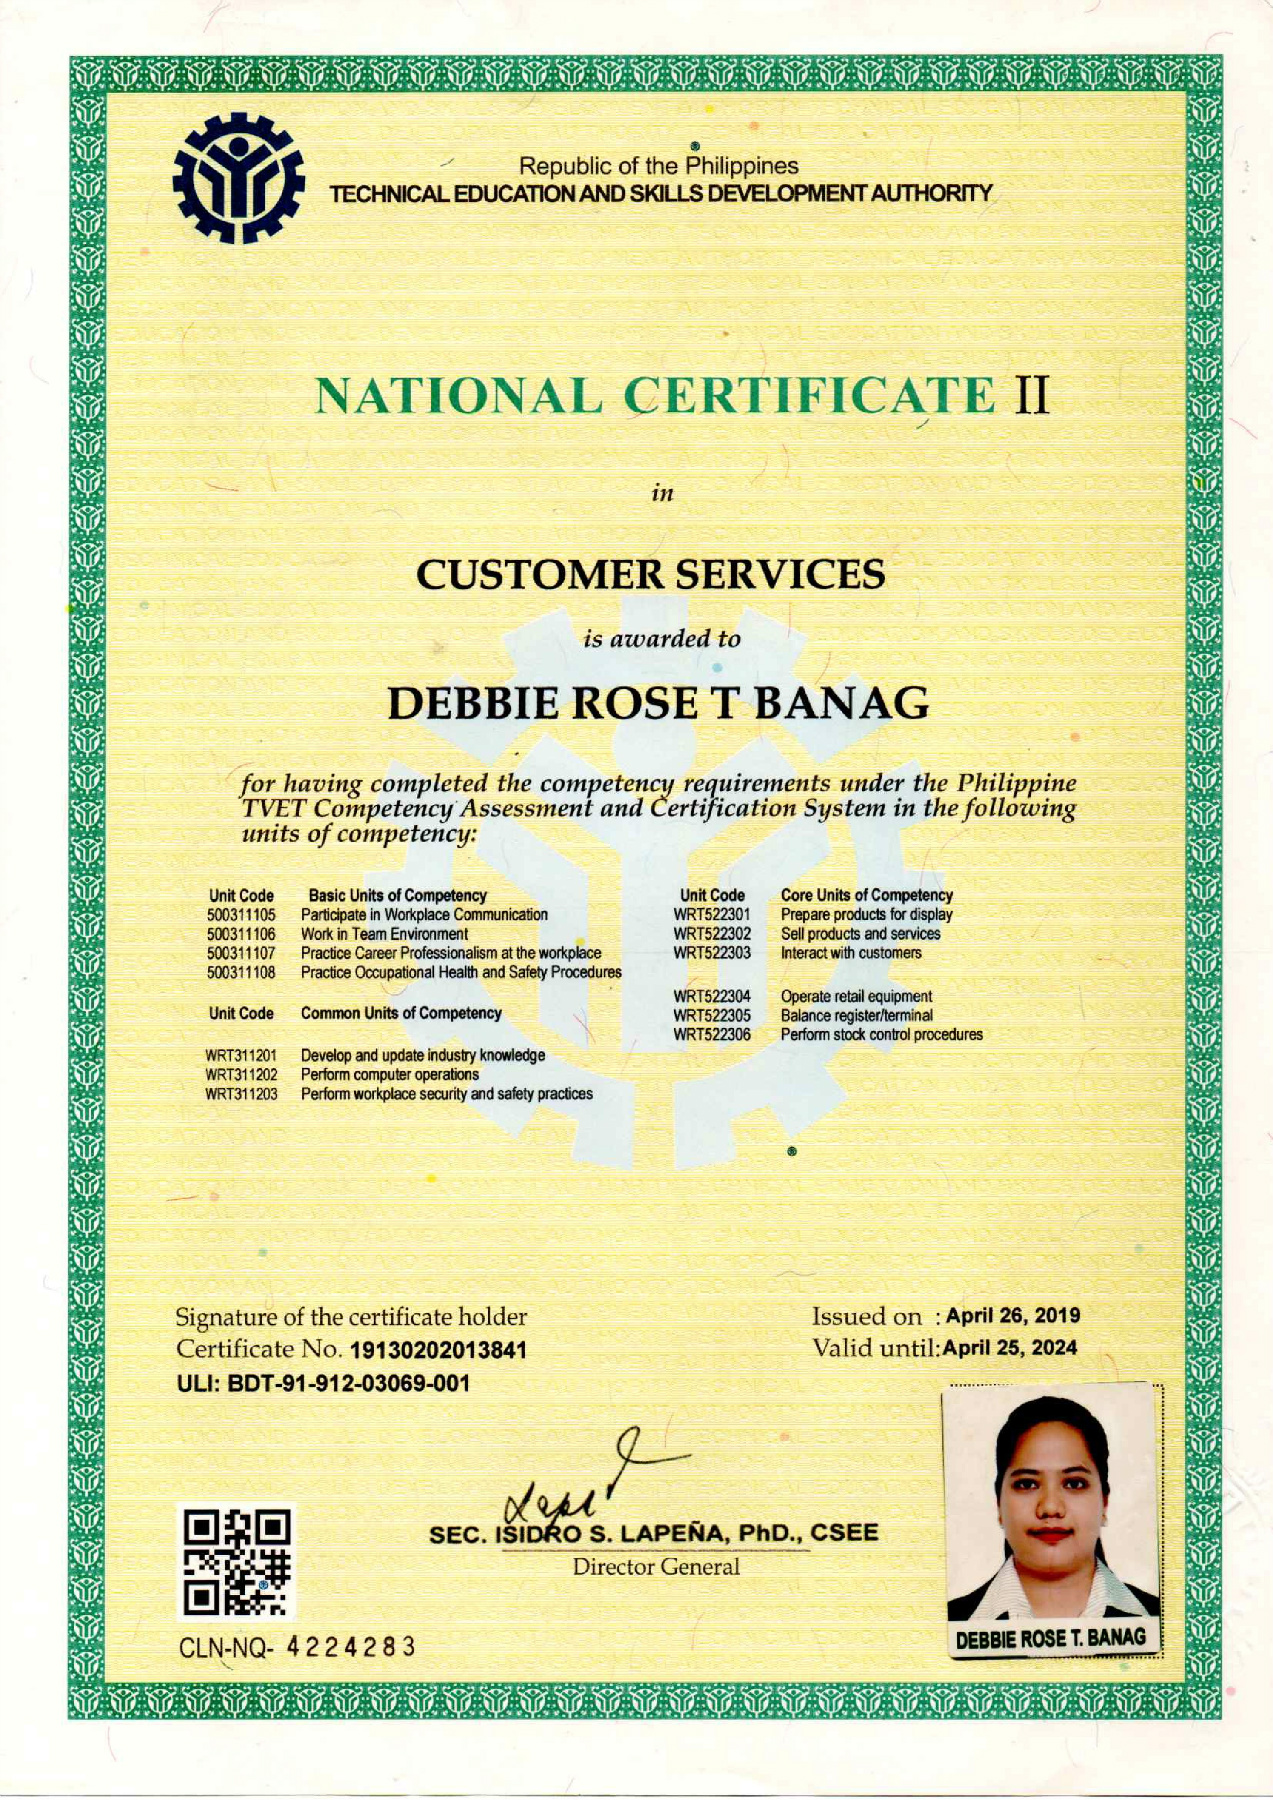 Republic of the Philippines
TECHNICAL EDUCATION AND SKILLS DEVELOPMENT AUTHORITY
NATIONAL CERTIFICATE II
in
CUSTOMER SERVICES
is awarded to
DEBBIE ROSE T BANAG
for having completed the competency requirements under the Philippine
TVET Competency Assessment and Certification System in the following
units of competency:
Unit Code Basic Units of Competency
500311105 Participate in Workplace Communication
500311106 Work in Team Environment
500311107 Practice Career Professionalism at the workplace
500311108 Practice Occupational Health and Safety Procedures
Unit Code Common Units of Competency
WRT311201 Develop and update industry knowledge
WRT311202 Perform computer operations
WRT311203 Perform workplace security and safety practices
Unit Code Core Units of Competency
WRT522301 Prepare products for display
WRT522302 Sell products and services
WRT522303 Interact with customers
WRT522304 Operate retail equipment
WRT522305 Balance register/terminal
WRT522306 Perform stock control procedures
Signature of the certificate holder
Certificate No. 19130202013841
ULI: BDT-91-912-03069-001
Issued on : April 26, 2019
Valid until:April 25, 2024
SEC. ISIDRO S. LAPEÑA, PhD., CSEE
Director General
CLN-NQ- 4224283
DEBBIE ROSE T. BANAG